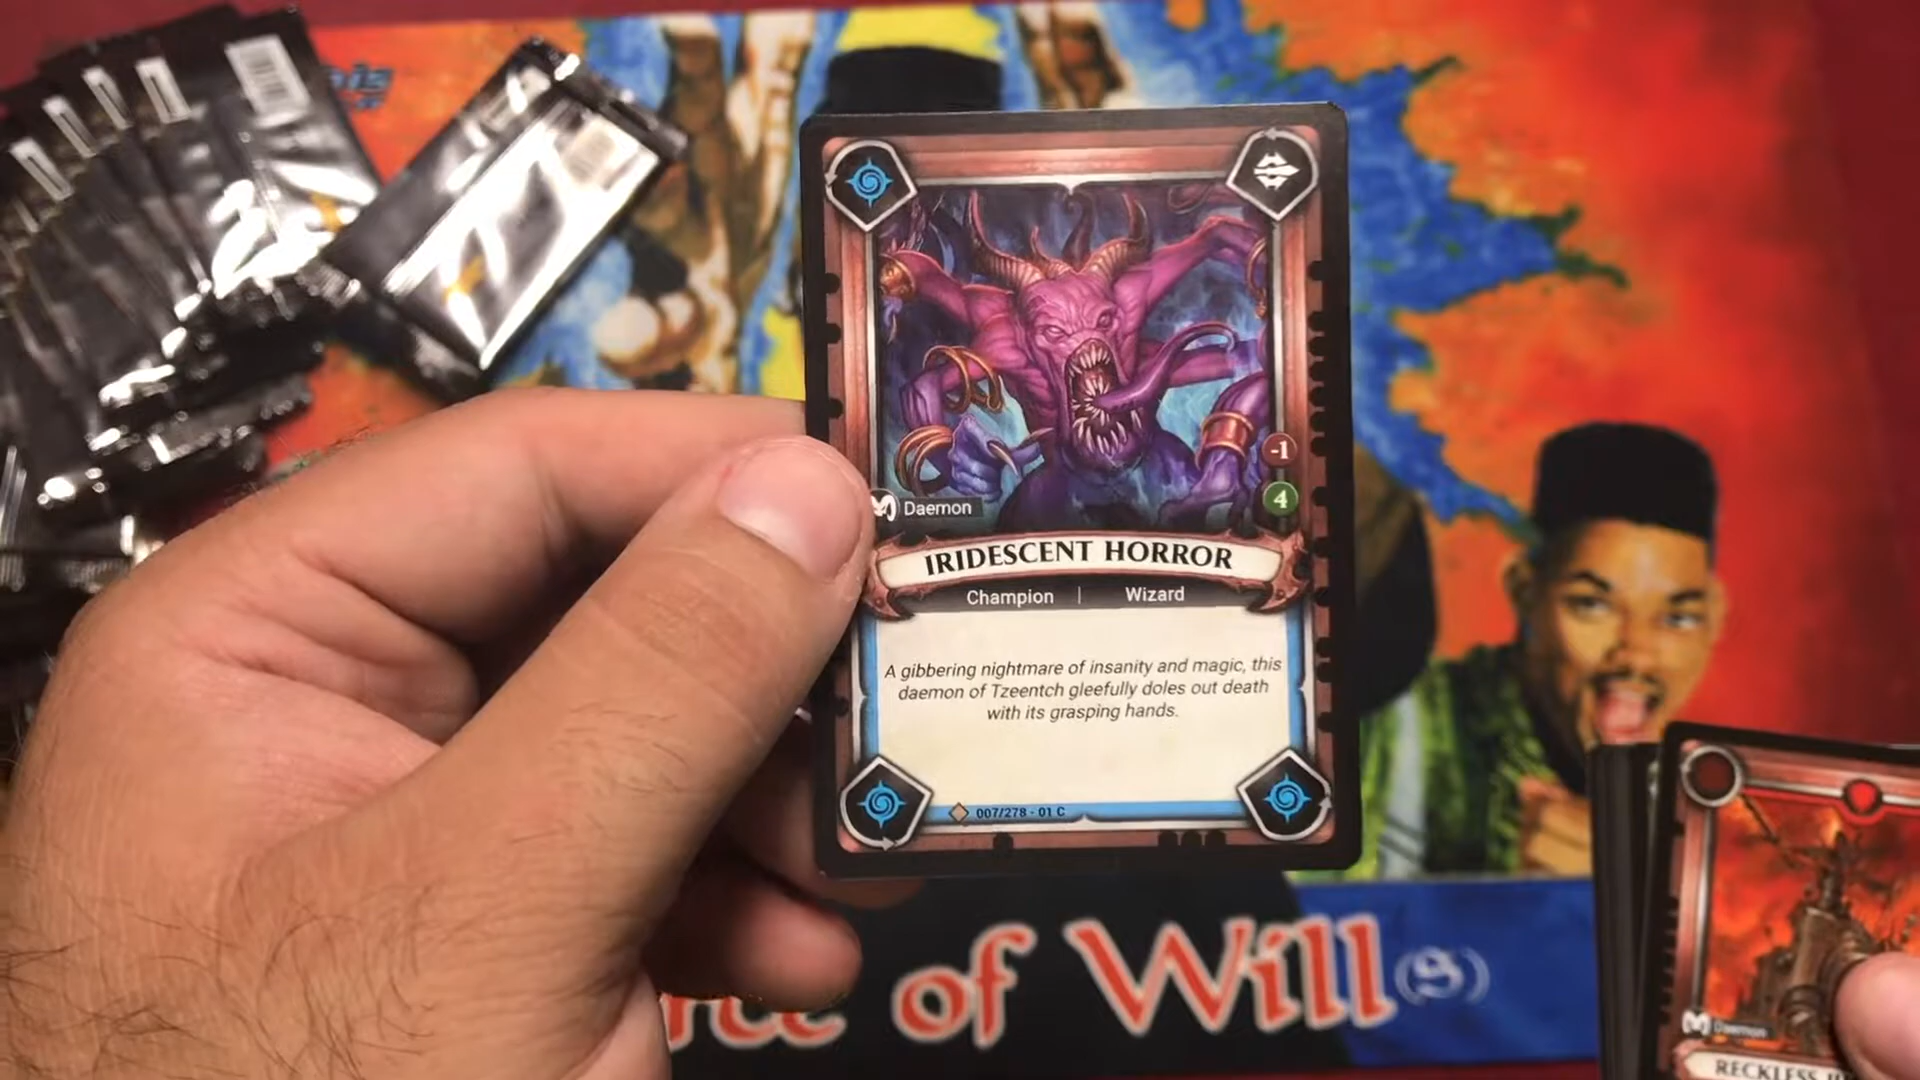 -1
4
Daemon
IRIDESCENT HORROR
Champion | Wizard
A gibbering nightmare of insanity and magic, this
daemon of Tzeentch gleefully doles out death
with its grasping hands.
007/278 - 01 C
Daemon
RECKLESS
of Will(s)